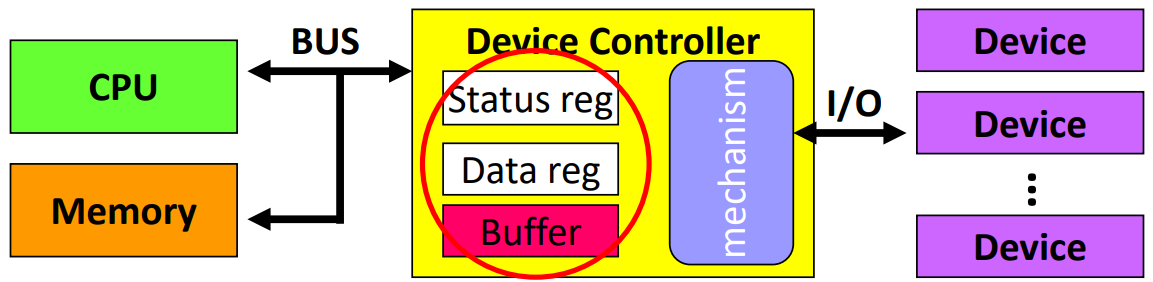 CPU
Memory
BUS
Device Controller
Status reg
Data reg
Buffer
mechanism
I/O
Device
Device
Device